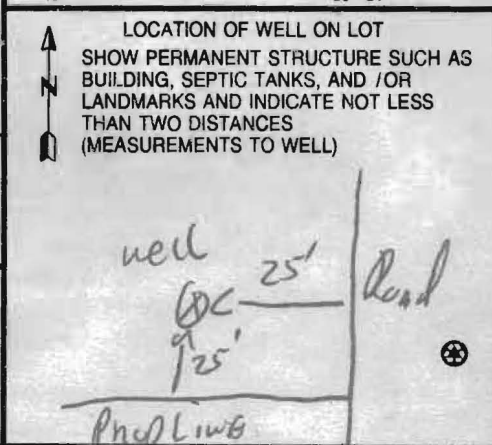 LOCATION OF WELL ON LOT
SHOW PERMANENT STRUCTURE SUCH AS
BUILDING, SEPTIC TANKS, AND /OR
LANDMARKS AND INDICATE NOT LESS
THAN TWO DISTANCES
(MEASUREMENTS TO WELL)
N
well
25'
Road
25'
PROP LINE